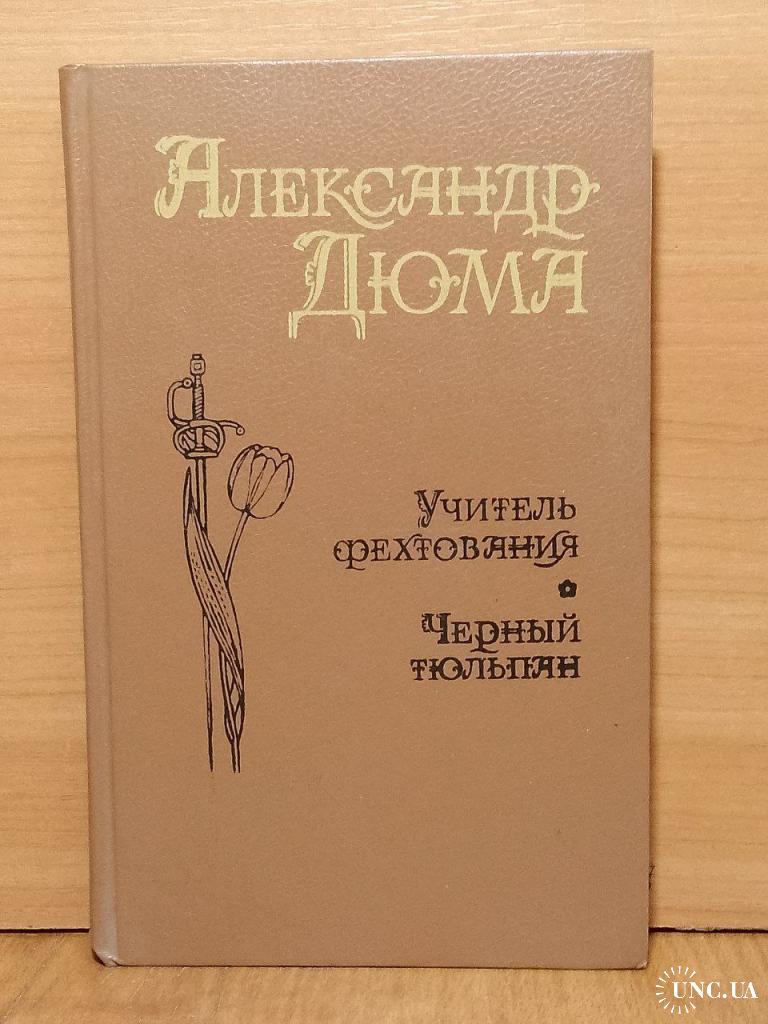 Александр
Дюма
Учитель
фехтования
Черный
тюльпан
UNC.UA